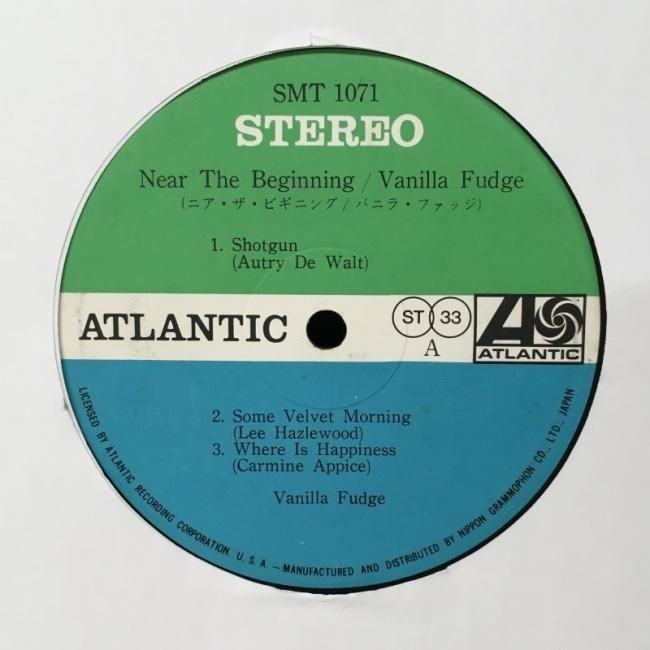 SMT 1071
STEREO
Near The Beginning / Vanilla Fudge
(ニア・ザ・ビギニング / バニラ・ファッジ)
1. Shotgun
(Autry De Walt)
ATLANTIC
ST 33
A
ATLANTIC
2. Some Velvet Morning
(Lee Hazlewood)
3. Where Is Happiness
(Carmine Appice)
Vanilla Fudge
LICENSED BY ATLANTIC RECORDING CORPORATION. U. S. A. —MANUFACTURED AND DISTRIBUTED BY NIPPON GRAMMOPHON CO., LTD., JAPAN